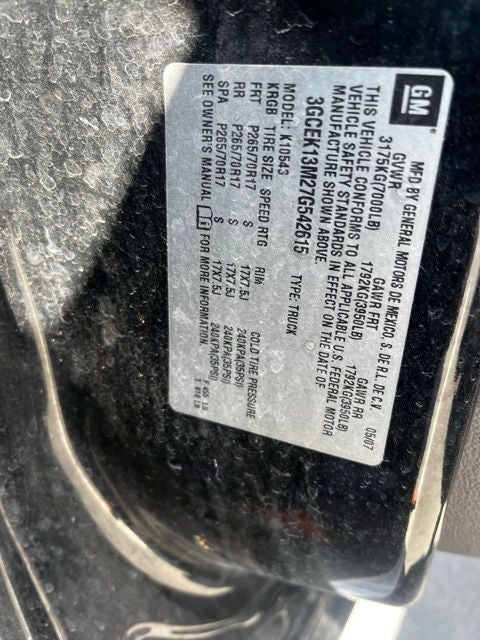 GM
MFD BY GENERAL MOTORS DE MEXICO, S. DE R.L. DE C.V.
GVWR GAWR FRT GAWR RR 05/07
3175KG(7000LB) 1792KG(3950LB) 1792KG(3950LB)
THIS VEHICLE CONFORMS TO ALL APPLICABLE U.S. FEDERAL MOTOR
VEHICLE SAFETY STANDARDS IN EFFECT ON THE DATE OF
MANUFACTURE SHOWN ABOVE.
3GCEK13M27G542615 TYPE: TRUCK
MODEL: K10543
KRGB TIRE SIZE SPEED RTG RIM COLD TIRE PRESSURE
FRT P265/70R17 S 17X7.5J 240KPA(35PSI)
RR P265/70R17 S 17X7.5J 240KPA(35PSI)
SPA P265/70R17 S 17X7.5J 240KPA(35PSI)
SEE OWNER'S MANUAL FOR MORE INFORMATION.